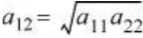 a₁₂ = √a₁₁a₂₂